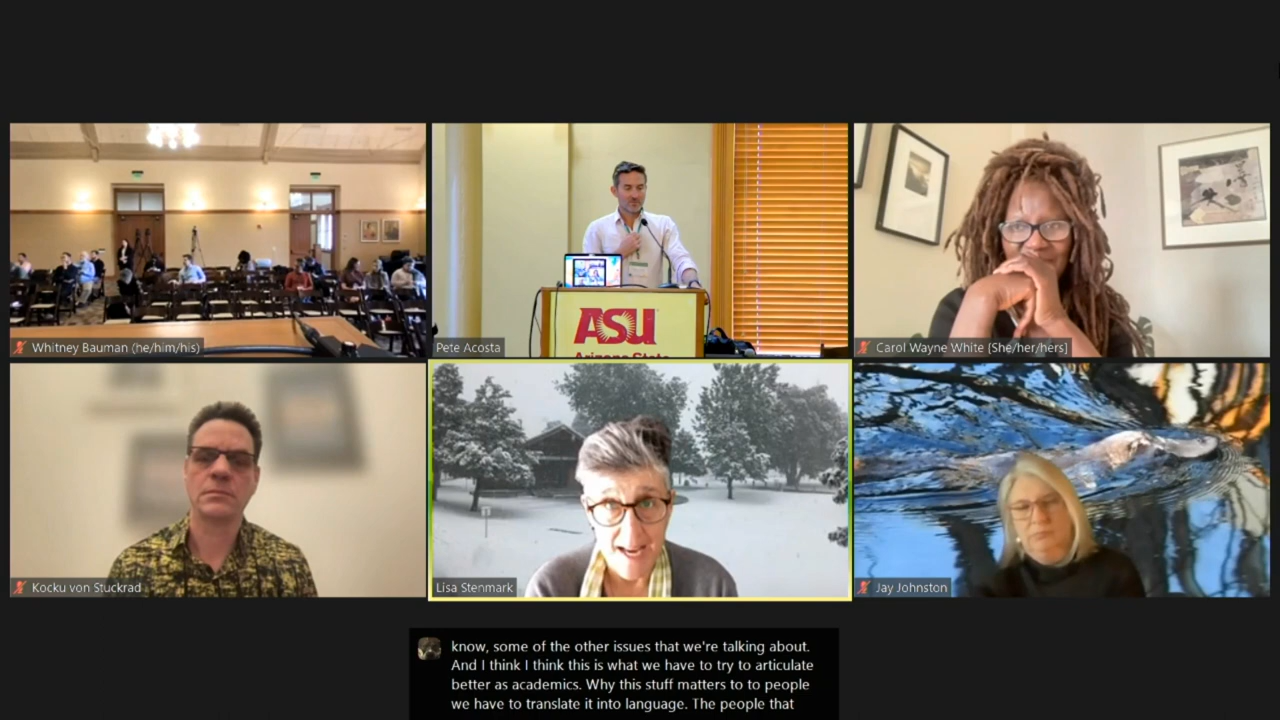 Whitney Bauman (he/him/his)
Pete Acosta
ASU
Arizona State
Carol Wayne White [She/her/hers]
Kocku von Stuckrad
Lisa Stenmark
Jay Johnston
know, some of the other issues that we're talking about.
And I think I think this is what we have to try to articulate
better as academics. Why this stuff matters to to people
we have to translate it into language. The people that